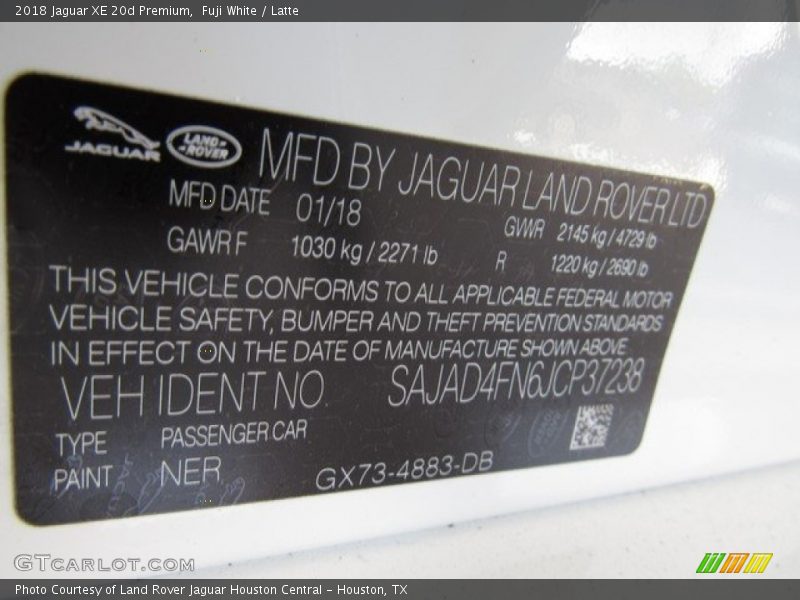 2018 Jaguar XE 20d Premium, Fuji White / Latte
JAGUAR LAND-ROVER MFD BY JAGUAR LAND ROVER LTD
MFD DATE 01/18 GVWR 2145 kg / 4729 lb
GAWR F 1030 kg / 2271 lb R 1220 kg / 2690 lb
THIS VEHICLE CONFORMS TO ALL APPLICABLE FEDERAL MOTOR
VEHICLE SAFETY, BUMPER AND THEFT PREVENTION STANDARDS
IN EFFECT ON THE DATE OF MANUFACTURE SHOWN ABOVE.
VEH IDENT NO SAJAD4FN6JCP37238
TYPE PASSENGER CAR
PAINT NER GX73-4883-DB
GTCARLOT.COM
Photo Courtesy of Land Rover Jaguar Houston Central - Houston, TX